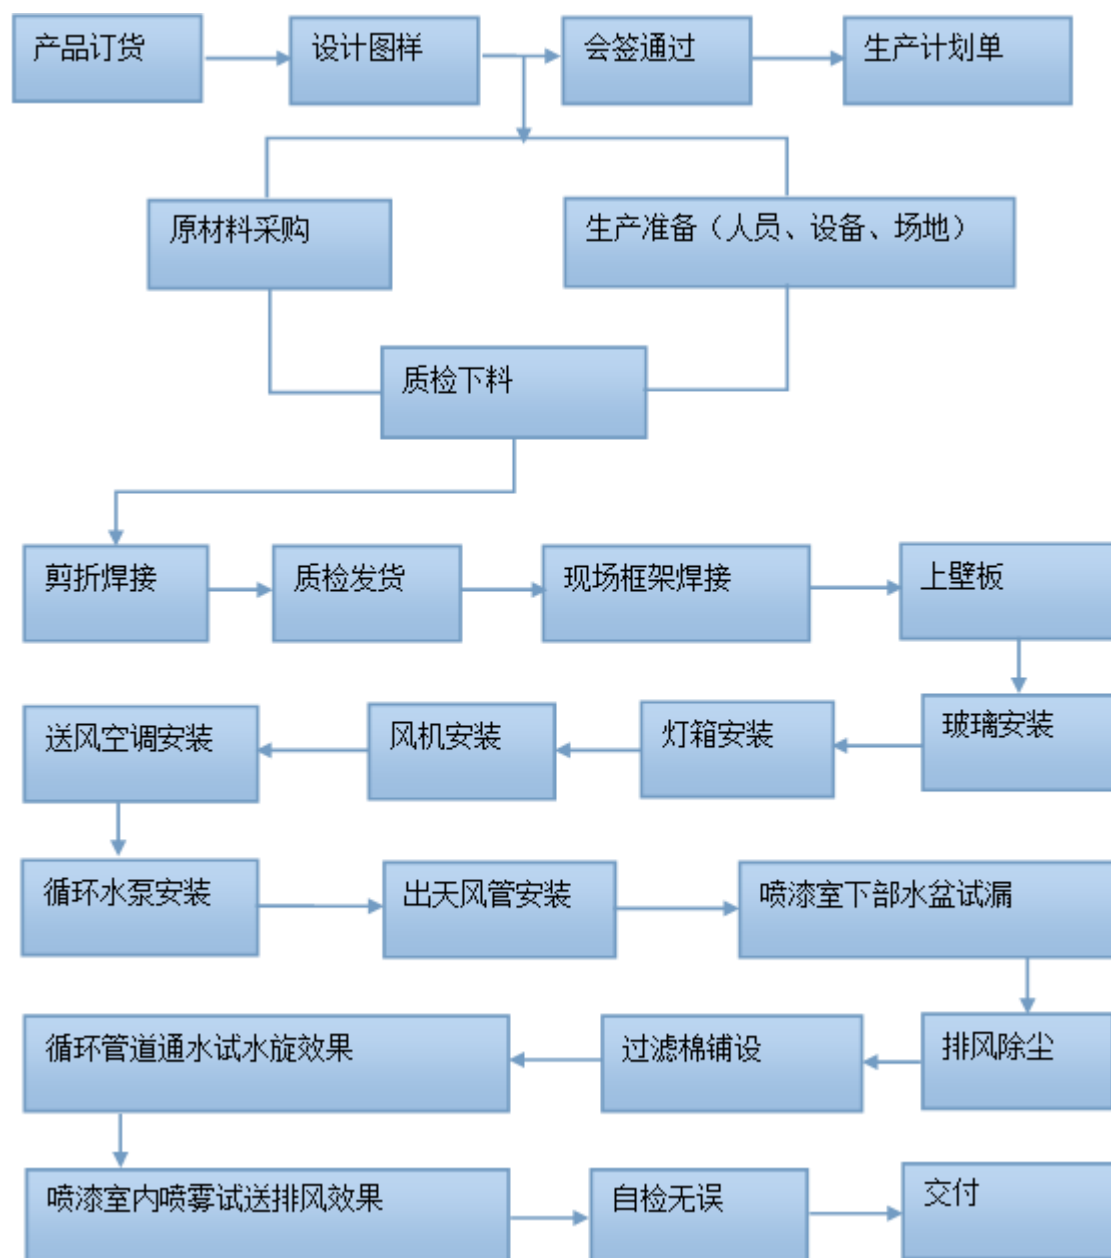 产品订货
设计图样
会签通过
生产计划单
原材料采购
生产准备（人员、设备、场地）
质检下料
剪折焊接
质检发货
现场框架焊接
上壁板
玻璃安装
灯箱安装
风机安装
送风空调安装
循环水泵安装
出天风管安装
喷漆室下部水盆试漏
排风除尘
过滤棉铺设
循环管道通水试水旋效果
喷漆室内喷雾试送排风效果
自检无误
交付